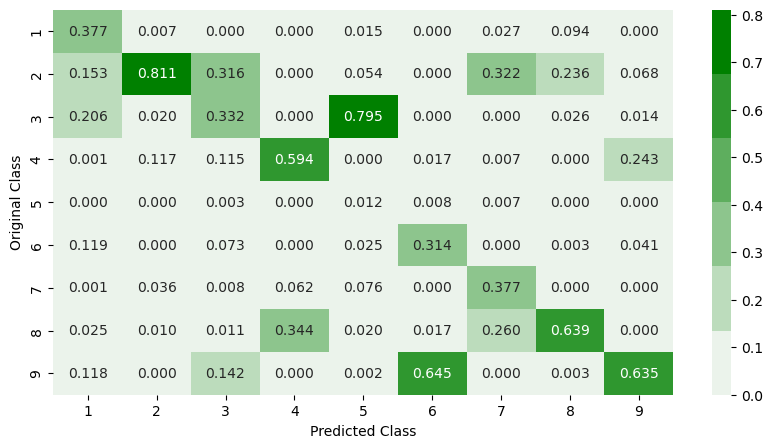 1 0.377 0.007 0.000 0.000 0.015 0.000 0.027 0.094 0.000
2 0.153 0.811 0.316 0.000 0.054 0.000 0.322 0.236 0.068
3 0.206 0.020 0.332 0.000 0.795 0.000 0.000 0.026 0.014
4 0.001 0.117 0.115 0.594 0.000 0.017 0.007 0.000 0.243
5 0.000 0.000 0.003 0.000 0.012 0.008 0.007 0.000 0.000
6 0.119 0.000 0.073 0.000 0.025 0.314 0.000 0.003 0.041
7 0.001 0.036 0.008 0.062 0.076 0.000 0.377 0.000 0.000
8 0.025 0.010 0.011 0.344 0.020 0.017 0.260 0.639 0.000
9 0.118 0.000 0.142 0.000 0.002 0.645 0.000 0.003 0.635
1 2 3 4 5 6 7 8 9
Predicted Class
Original Class
0.8
0.7
0.6
0.5
0.4
0.3
0.2
0.1
0.0